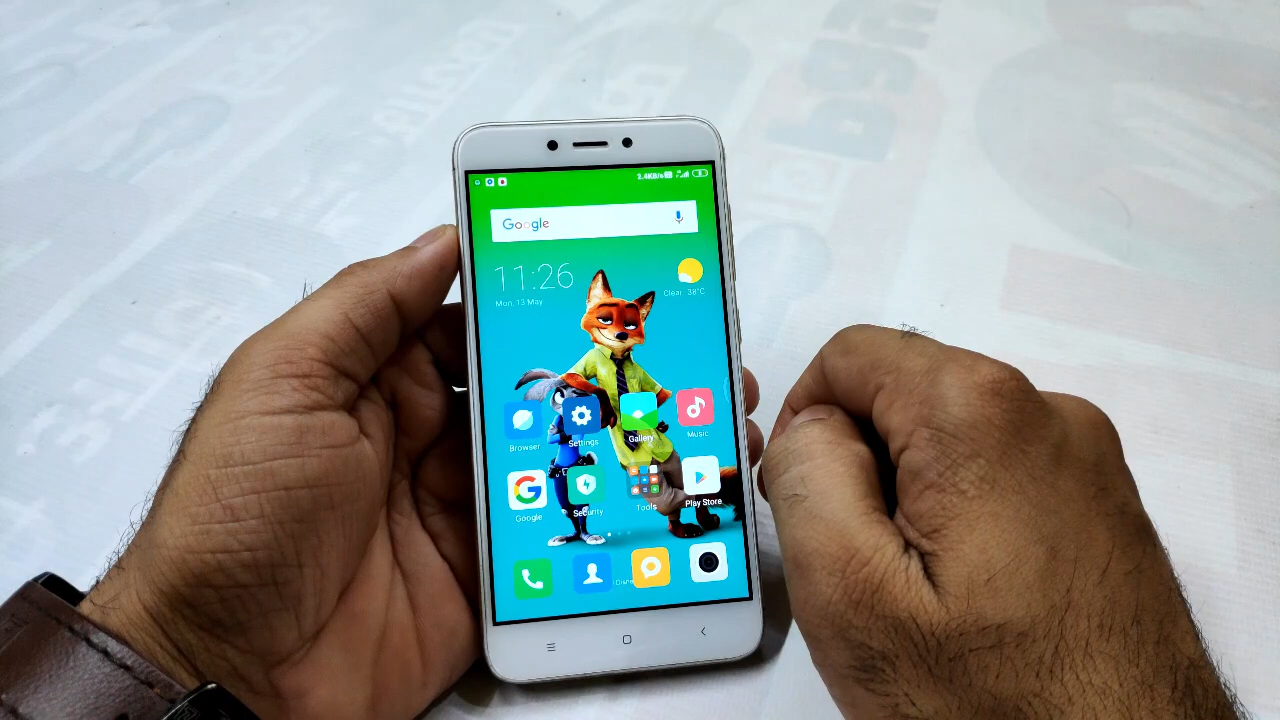 2.4KB/s
Google
11:26
Mon, 13 May
Clear 38°C
Browser
Settings
Gallery
Music
Google
Security
Tools
Play Store